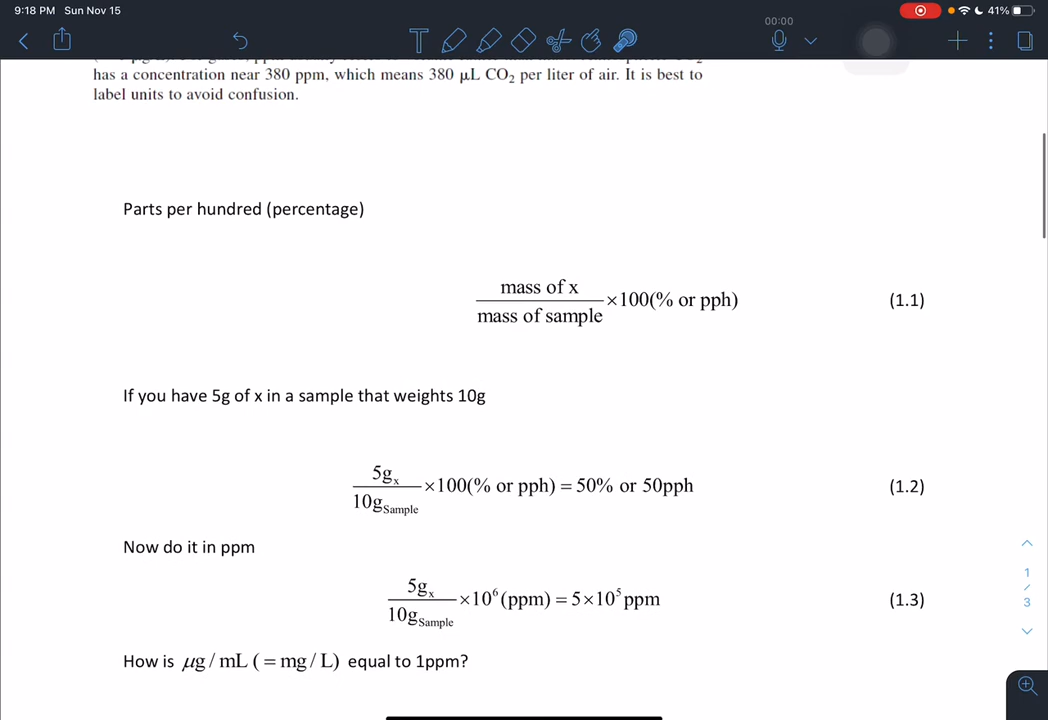 9:18 PM Sun Nov 15
41%
00:00
has a concentration near 380 ppm, which means 380 μL CO₂ per liter of air. It is best to
label units to avoid confusion.
Parts per hundred (percentage)
mass of x
mass of sample ×100(% or pph) (1.1)
If you have 5g of x in a sample that weights 10g
5gₓ
10g_Sample ×100(% or pph) = 50% or 50pph (1.2)
Now do it in ppm
5gₓ
10g_Sample ×10⁶(ppm) = 5×10⁵ppm (1.3)
How is μg / mL ( = mg / L) equal to 1ppm?
1
/
3